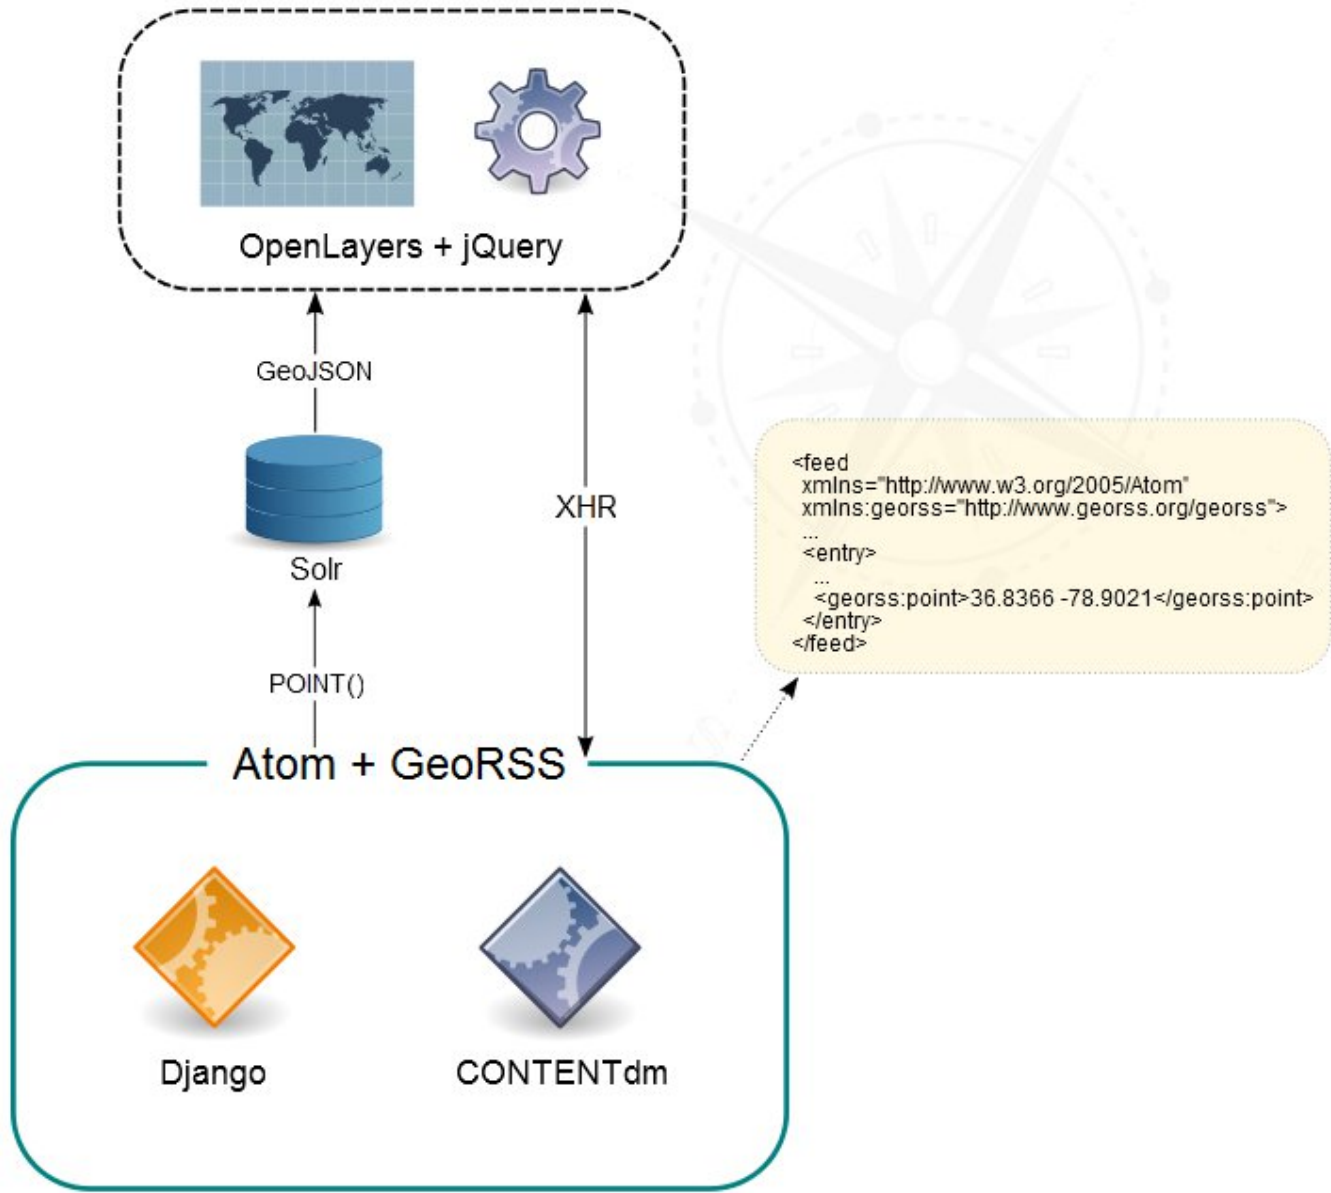 OpenLayers + jQuery
GeoJSON
Solr
XHR
POINT()
<feed
xmlns="http://www.w3.org/2005/Atom"
xmlns:georss="http://www.georss.org/georss">
...
<entry>
...
<georss:point>36.8366 -78.9021</georss:point>
</entry>
</feed>
Atom + GeoRSS
Django
CONTENTdm